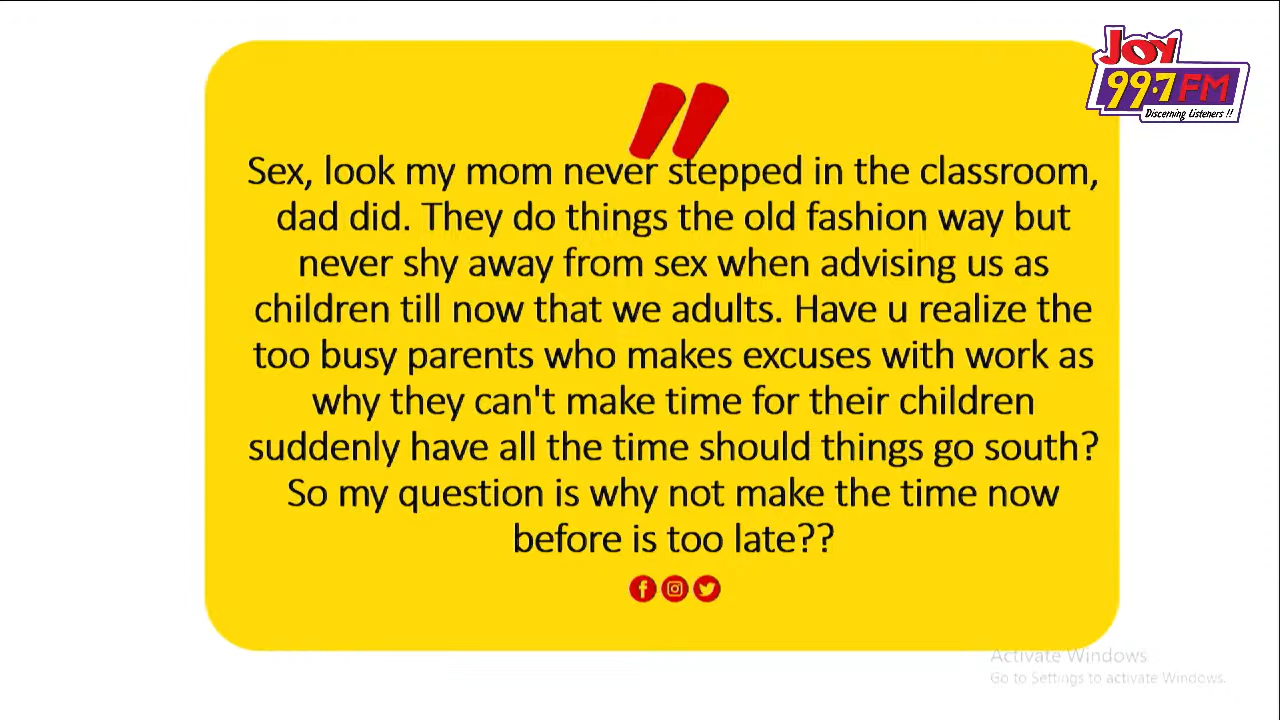 JOY
99.7 FM
Discerning Listeners !!
Sex, look my mom never stepped in the classroom,
dad did. They do things the old fashion way but
never shy away from sex when advising us as
children till now that we adults. Have u realize the
too busy parents who makes excuses with work as
why they can't make time for their children
suddenly have all the time should things go south?
So my question is why not make the time now
before is too late??
Activate Windows
Go to Settings to activate Windows.